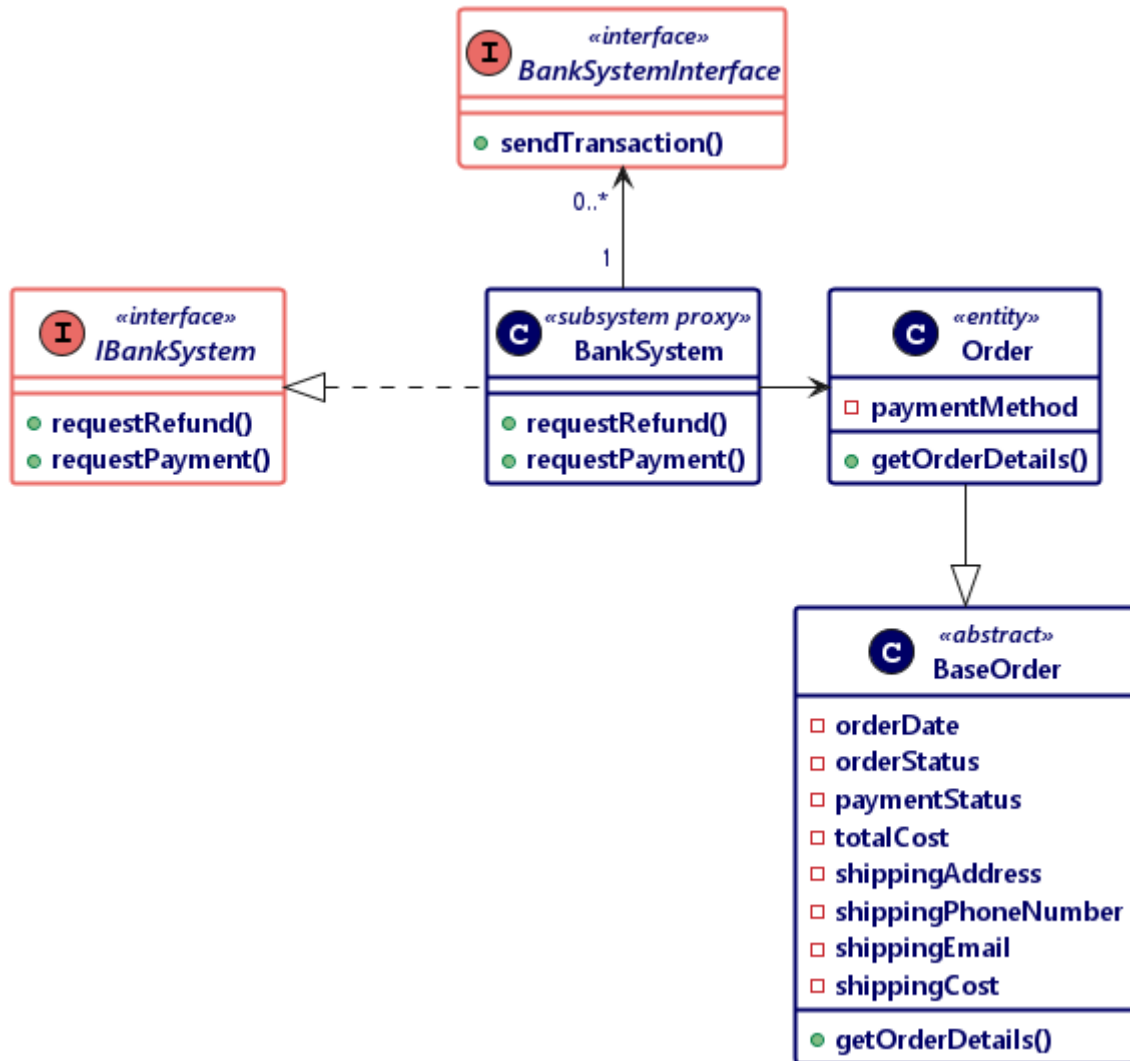 «interface»
I
BankSystemInterface
sendTransaction()
0..*
1
«interface»
I
IBankSystem
requestRefund()
requestPayment()
«subsystem proxy»
C
BankSystem
requestRefund()
requestPayment()
«entity»
C
Order
paymentMethod
getOrderDetails()
«abstract»
C
BaseOrder
orderDate
orderStatus
paymentStatus
totalCost
shippingAddress
shippingPhoneNumber
shippingEmail
shippingCost
getOrderDetails()